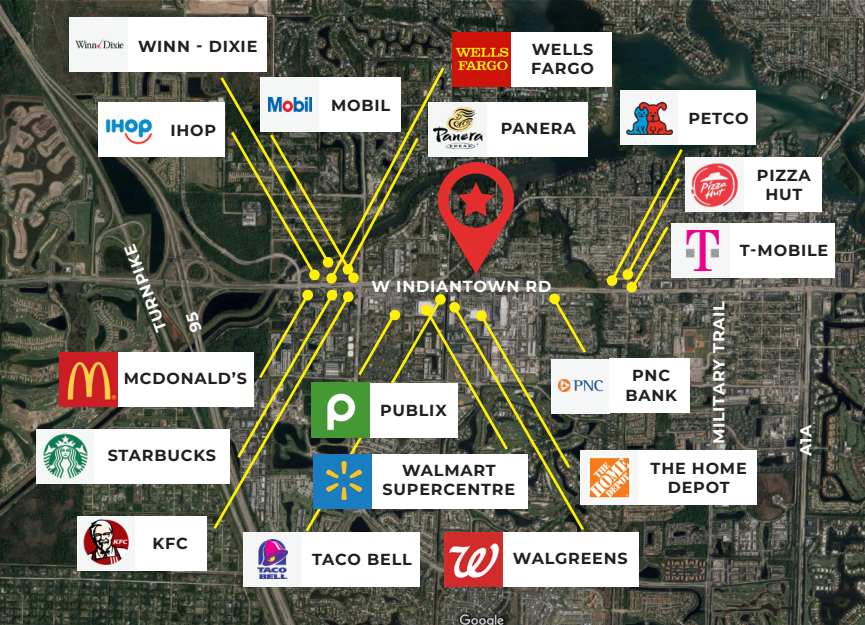 Winn Dixie
WINN - DIXIE
WELLS
FARGO
WELLS
FARGO
Mobil
MOBIL
IHOP
IHOP
Panera
BREAD
PANERA
PETCO
Pizza
Hut
PIZZA
HUT
T
T-MOBILE
TURNPIKE
95
W INDIANTOWN RD
MILITARY TRAIL
A1A
MCDONALD'S
PUBLIX
PNC
PNC
BANK
STARBUCKS
WALMART
SUPERCENTRE
THE
HOME
DEPOT
THE HOME
DEPOT
KFC
KFC
TACO
BELL
TACO BELL
WALGREENS
Google